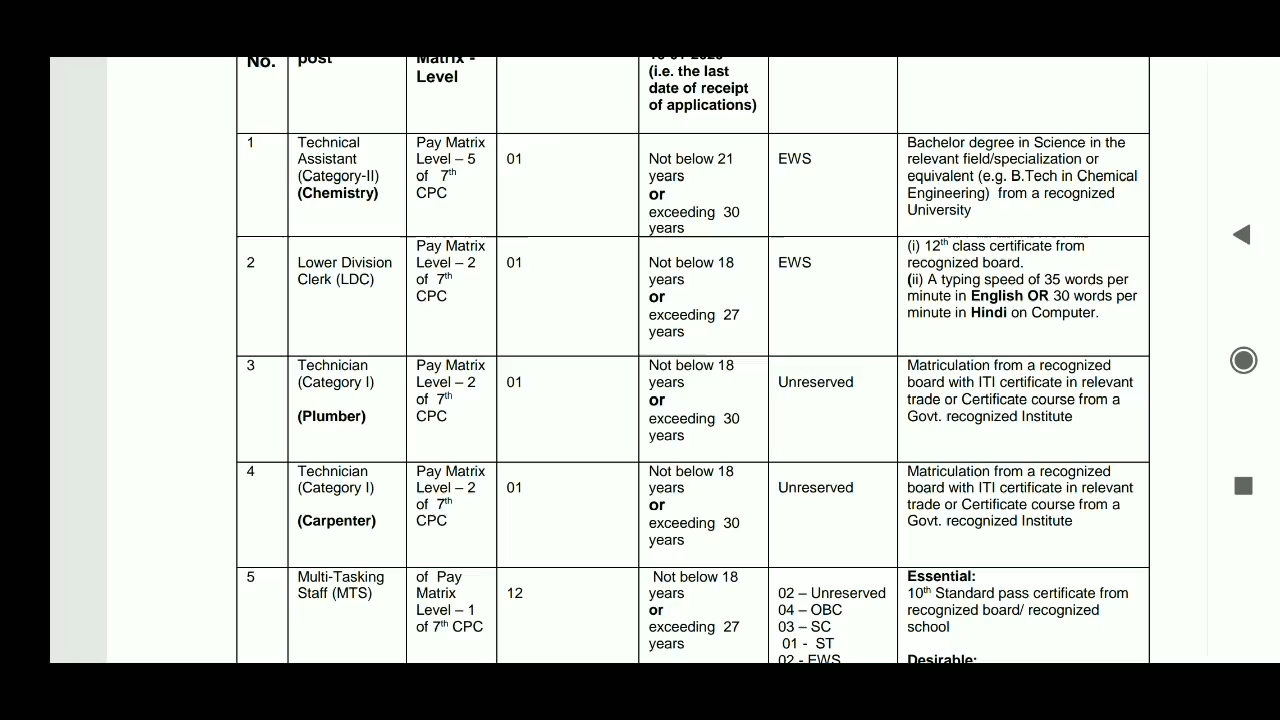 No.
post
Matrix -
Level
(i.e. the last
date of receipt
of applications)
1
Technical
Assistant
(Category-II)
(Chemistry)
Pay Matrix
Level – 5
of 7th
CPC
01
Not below 21
years
or
exceeding 30
years
EWS
Bachelor degree in Science in the
relevant field/specialization or
equivalent (e.g. B.Tech in Chemical
Engineering) from a recognized
University
2
Lower Division
Clerk (LDC)
Pay Matrix
Level – 2
of 7th
CPC
01
Not below 18
years
or
exceeding 27
years
EWS
(i) 12th class certificate from
recognized board.
(ii) A typing speed of 35 words per
minute in English OR 30 words per
minute in Hindi on Computer.
3
Technician
(Category I)
(Plumber)
Pay Matrix
Level – 2
of 7th
CPC
01
Not below 18
years
or
exceeding 30
years
Unreserved
Matriculation from a recognized
board with ITI certificate in relevant
trade or Certificate course from a
Govt. recognized Institute
4
Technician
(Category I)
(Carpenter)
Pay Matrix
Level – 2
of 7th
CPC
01
Not below 18
years
or
exceeding 30
years
Unreserved
Matriculation from a recognized
board with ITI certificate in relevant
trade or Certificate course from a
Govt. recognized Institute
5
Multi-Tasking
Staff (MTS)
of Pay
Matrix
Level – 1
of 7th CPC
12
Not below 18
years
or
exceeding 27
years
02 – Unreserved
04 – OBC
03 – SC
01 - ST
02 - EWS
Essential:
10th Standard pass certificate from
recognized board/ recognized
school
Desirable: